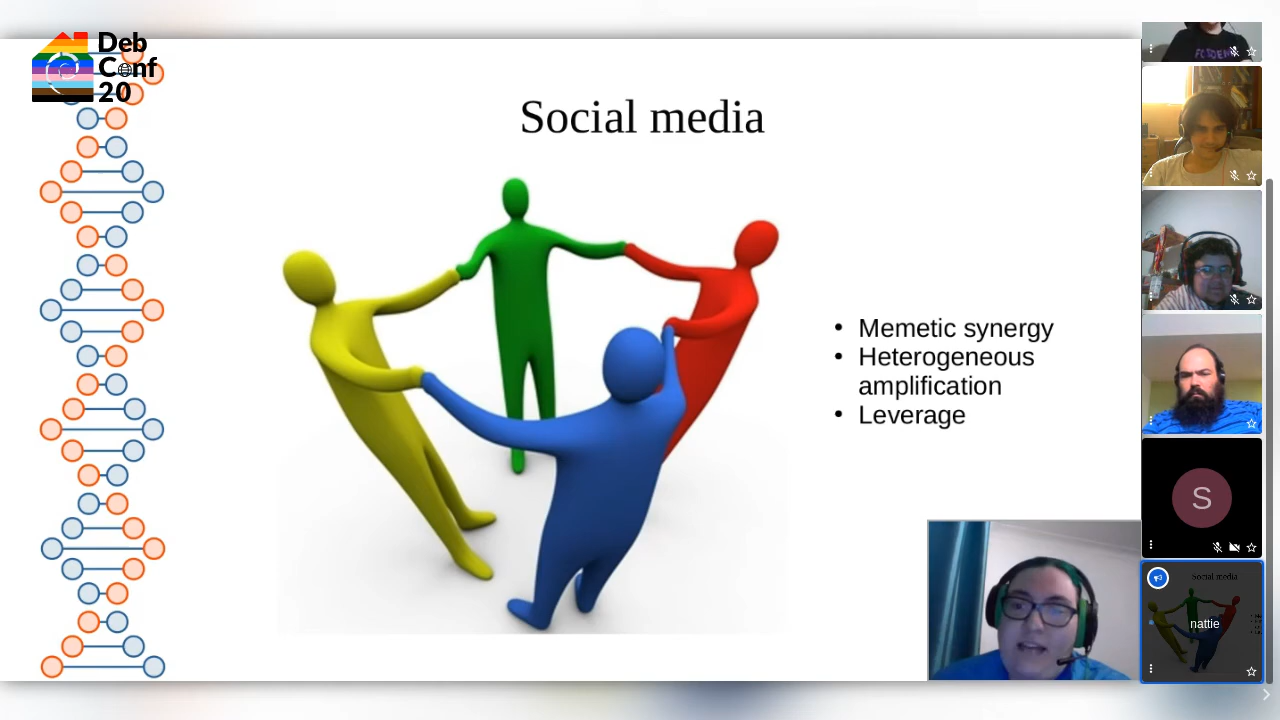 Deb
Conf
20
Social media
Memetic synergy
Heterogeneous
amplification
Leverage
S
Social media
nattie